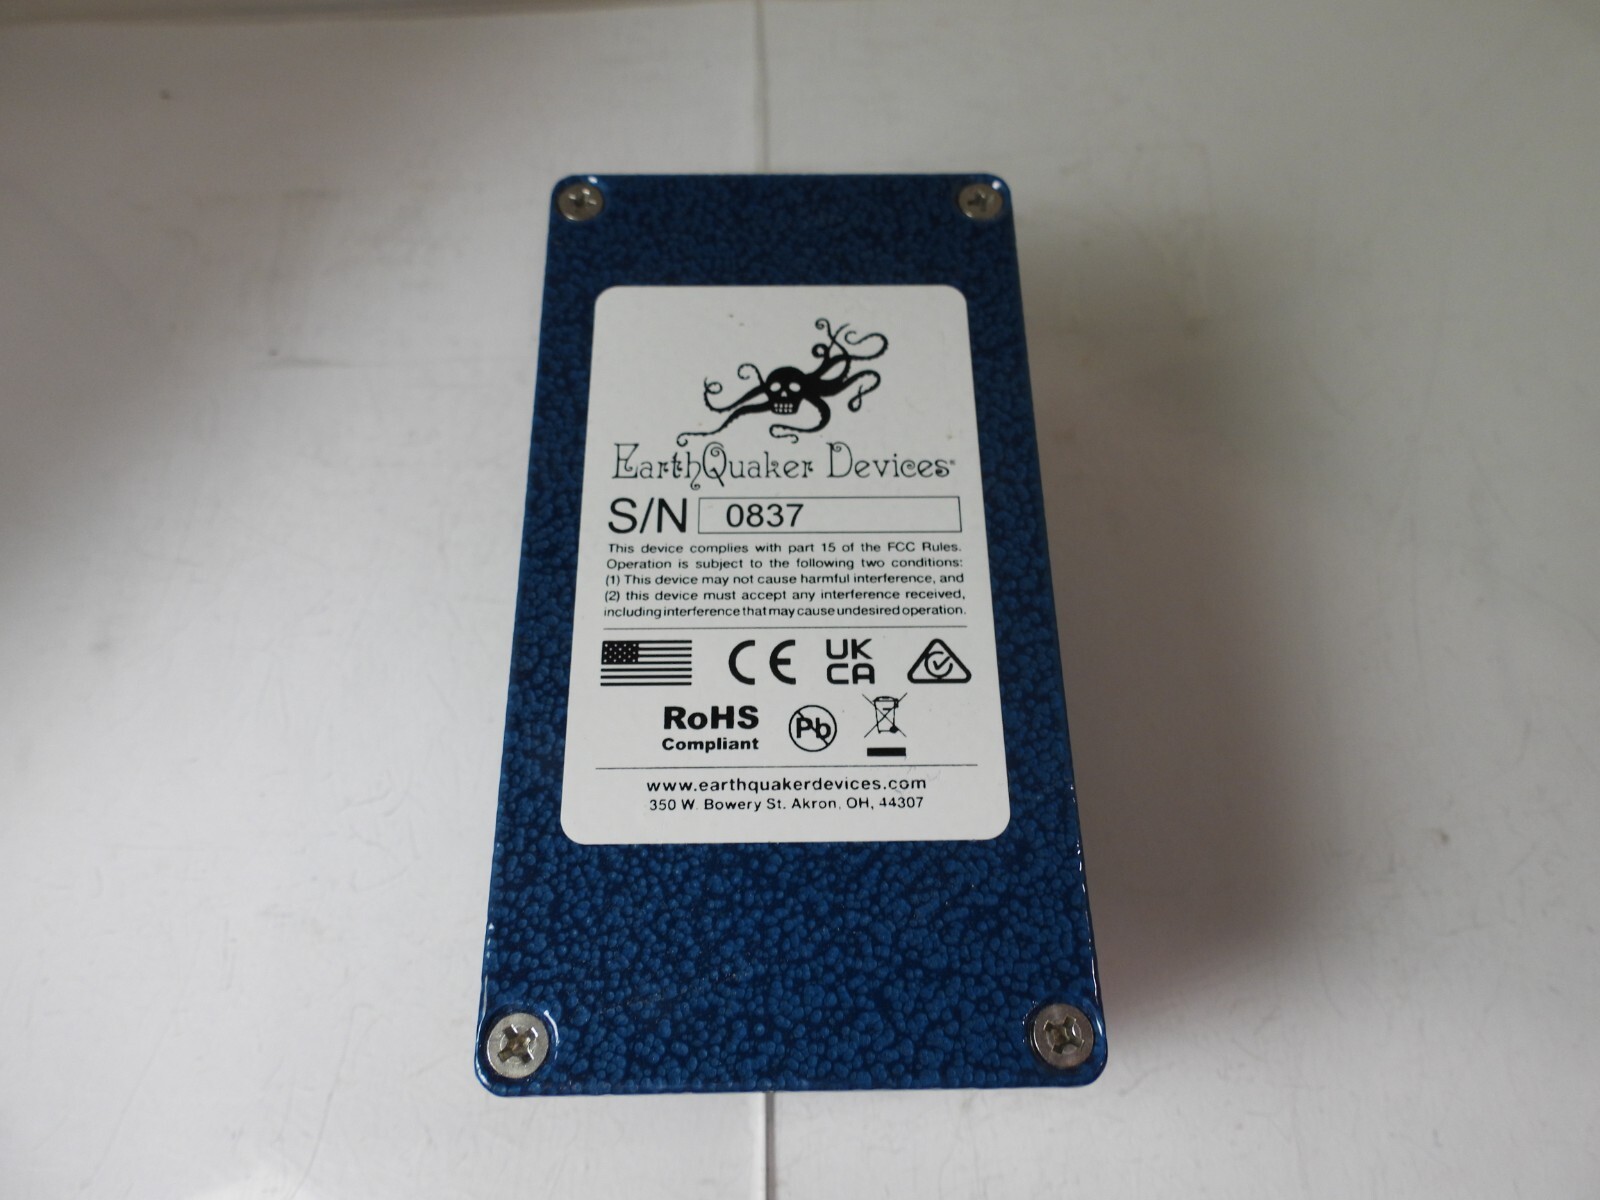 EarthQuaker Devices®
S/N 0837
This device complies with part 15 of the FCC Rules.
Operation is subject to the following two conditions:
(1) This device may not cause harmful interference, and
(2) this device must accept any interference received,
including interference that may cause undesired operation.
CE UK
CA
RoHS
Compliant
Pb
www.earthquakerdevices.com
350 W. Bowery St. Akron, OH, 44307